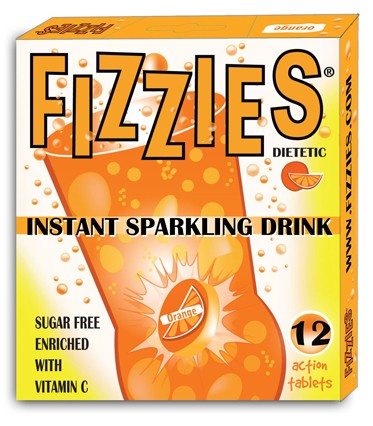 orange
FIZZIES
FIZZIES®
DIETETIC
INSTANT SPARKLING DRINK
Orange
SUGAR FREE
ENRICHED
WITH
VITAMIN C
12
action
tablets
WWW.FIZZIES.COM
FIZZIES